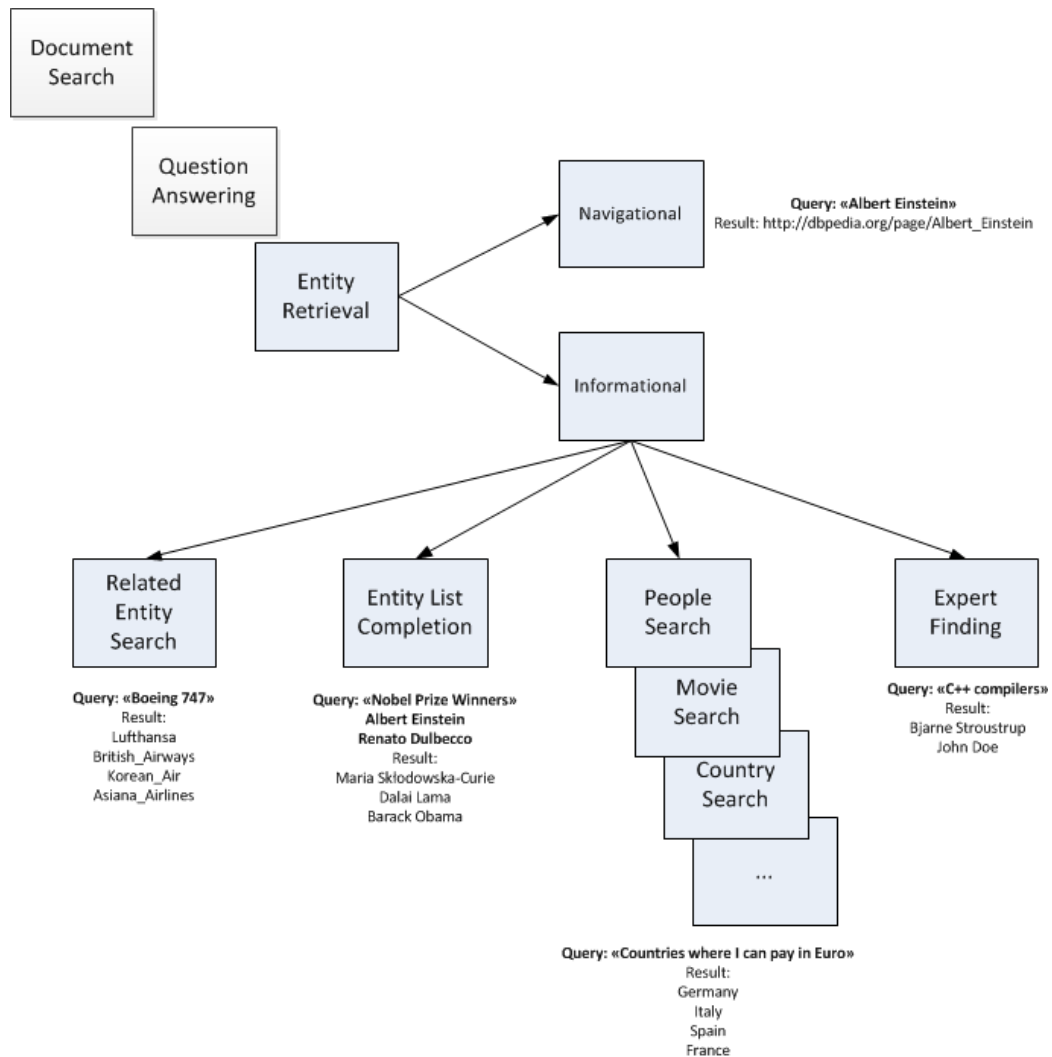 Document
Search
Question
Answering
Entity
Retrieval
Navigational
Query: «Albert Einstein»
Result: http://dbpedia.org/page/Albert_Einstein
Informational
Related
Entity
Search
Query: «Boeing 747»
Result:
Lufthansa
British_Airways
Korean_Air
Asiana_Airlines
Entity List
Completion
Query: «Nobel Prize Winners»
Albert Einstein
Renato Dulbecco
Result:
Maria Skłodowska-Curie
Dalai Lama
Barack Obama
People
Search
Movie
Search
Country
Search
...
Query: «Countries where I can pay in Euro»
Result:
Germany
Italy
Spain
France
Expert
Finding
Query: «C++ compilers»
Result:
Bjarne Stroustrup
John Doe